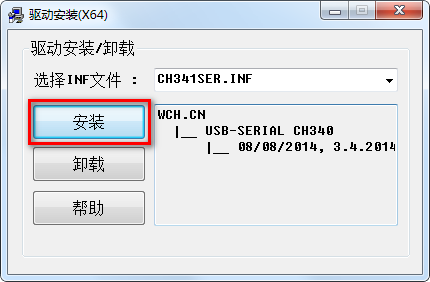 驱动安装(X64)
驱动安装/卸载
选择INF文件 : CH341SER.INF
安装
卸载
帮助
WCH.CN
|__ USB-SERIAL CH340
|__ 08/08/2014, 3.4.2014